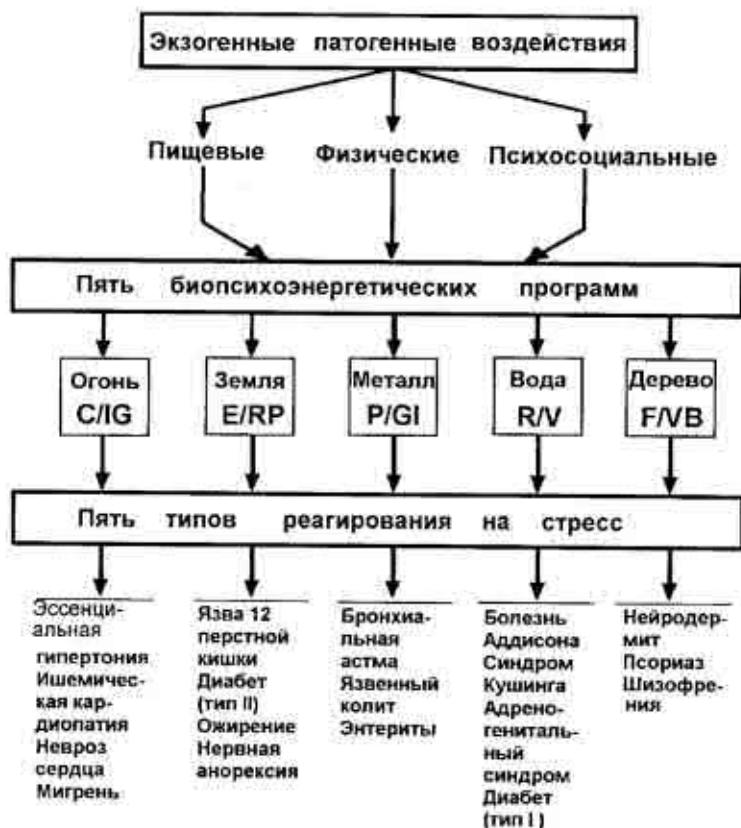 Экзогенные патогенные воздействия
Пищевые
Физические
Психосоциальные
Пять биопсихоэнергетических программ
Огонь
C/IG
Земля
E/RP
Металл
P/GI
Вода
R/V
Дерево
F/VB
Пять типов реагирования на стресс
Эссенци-
альная
гипертония
Ишемичес-
кая кар-
диопатия
Невроз
сердца
Мигрень
Язва 12
перстной
кишки
Диабет
(тип II)
Ожирение
Нервная
анорексия
Бронхиа-
льная
астма
Язвенный
колит
Энтериты
Болезнь
Аддисона
Синдром
Кушинга
Адрено-
гениталь-
ный
синдром
Диабет
(тип I )
Нейродер-
мит
Псориаз
Шизофре-
ния